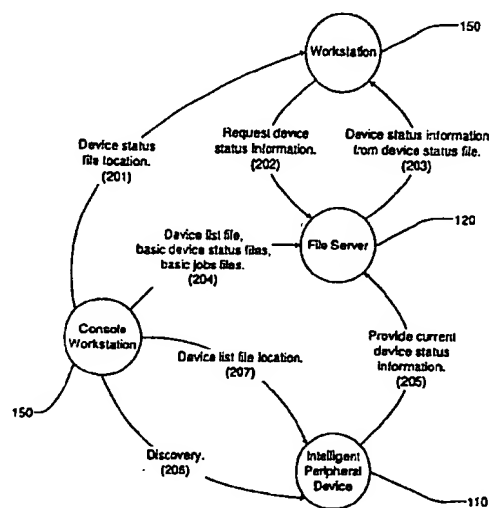 150
Workstation
Device status
file location.
(201)
Request device
status information.
(202)
Device status information
from device status file.
(203)
120
Device list file,
basic device status files,
basic jobs files.
(204)
File Server
Console
Workstation
Provide current
device status
information.
(205)
Device list file location.
(207)
150
Discovery.
(206)
Intelligent
Peripheral
Device
110